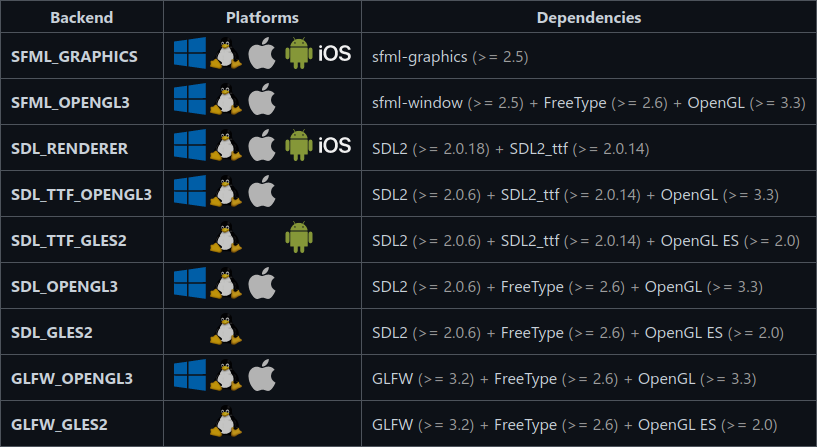 Backend Platforms Dependencies
SFML_GRAPHICS iOS sfml-graphics (>= 2.5)
SFML_OPENGL3 sfml-window (>= 2.5) + FreeType (>= 2.6) + OpenGL (>= 3.3)
SDL_RENDERER iOS SDL2 (>= 2.0.18) + SDL2_ttf (>= 2.0.14)
SDL_TTF_OPENGL3 SDL2 (>= 2.0.6) + SDL2_ttf (>= 2.0.14) + OpenGL (>= 3.3)
SDL_TTF_GLES2 SDL2 (>= 2.0.6) + SDL2_ttf (>= 2.0.14) + OpenGL ES (>= 2.0)
SDL_OPENGL3 SDL2 (>= 2.0.6) + FreeType (>= 2.6) + OpenGL (>= 3.3)
SDL_GLES2 SDL2 (>= 2.0.6) + FreeType (>= 2.6) + OpenGL ES (>= 2.0)
GLFW_OPENGL3 GLFW (>= 3.2) + FreeType (>= 2.6) + OpenGL (>= 3.3)
GLFW_GLES2 GLFW (>= 3.2) + FreeType (>= 2.6) + OpenGL ES (>= 2.0)